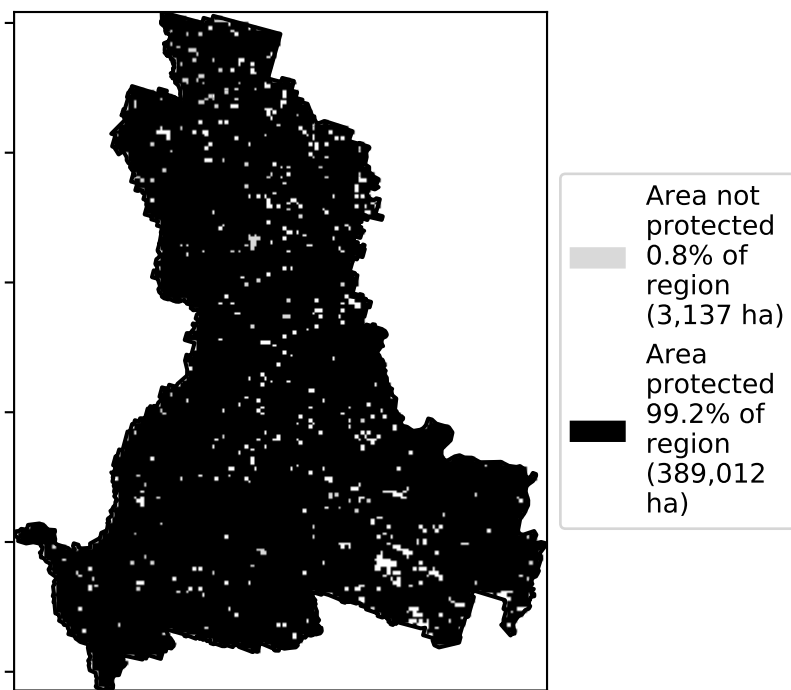 Area not
protected
0.8% of
region
(3,137 ha)
Area
protected
99.2% of
region
(389,012
ha)